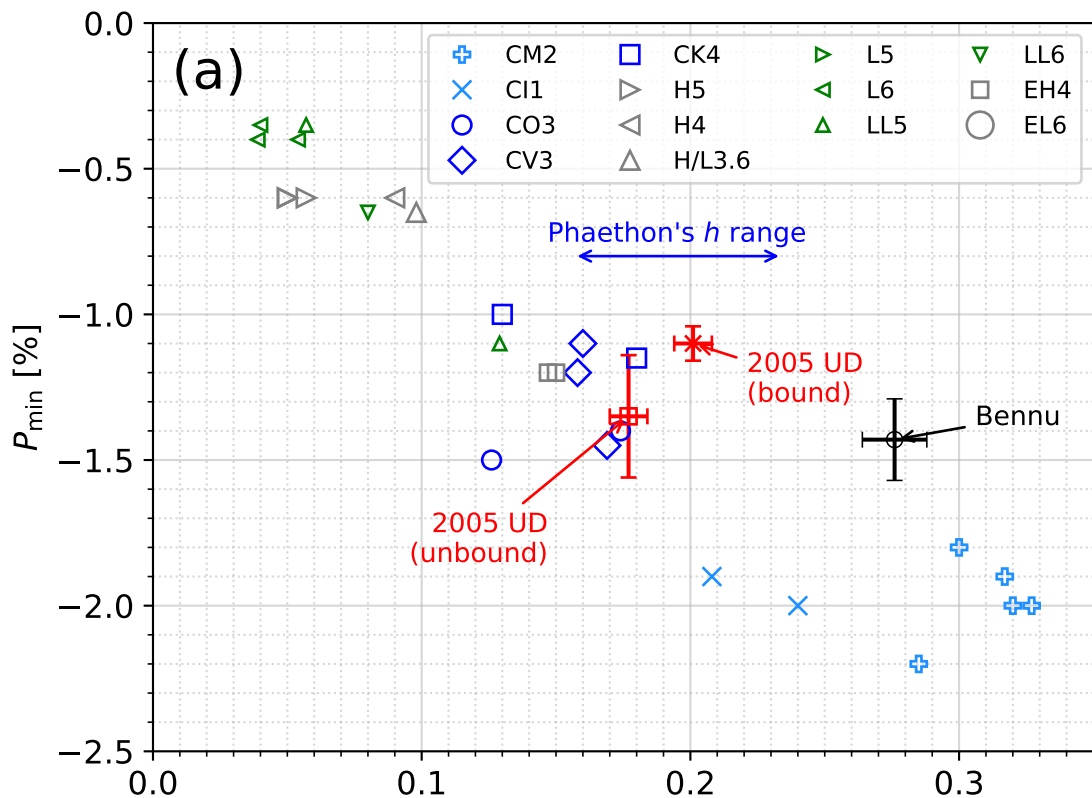 (a)
CM2
CI1
CO3
CV3
CK4
H5
H4
H/L3.6
L5
L6
LL5
LL6
EH4
EL6
Phaethon's h range
2005 UD
(bound)
Bennu
2005 UD
(unbound)
P_min [%]
0.0
−0.5
−1.0
−1.5
−2.0
−2.5
0.0
0.1
0.2
0.3